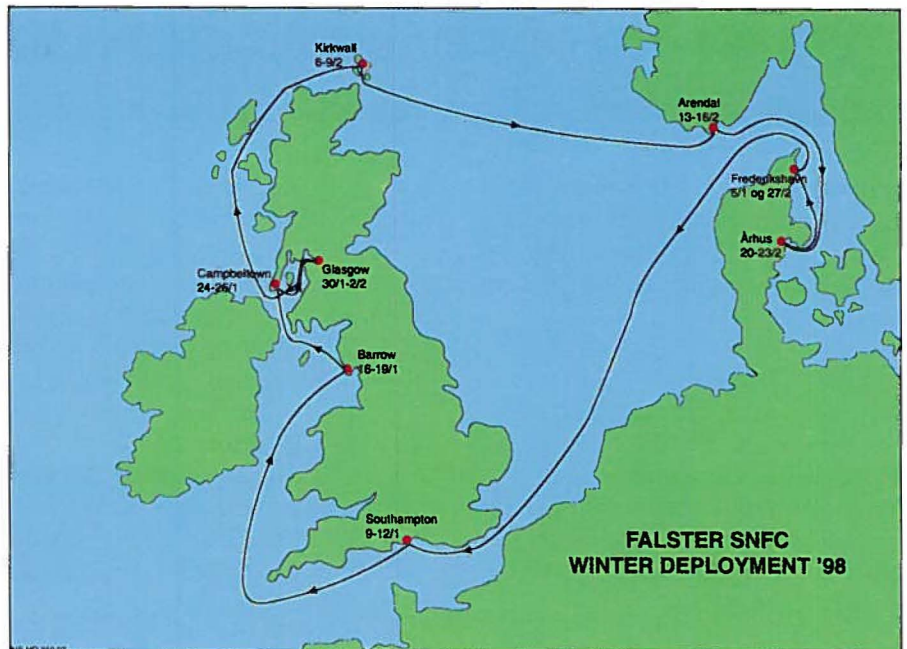 Kirkwall
6-9/2
Arendal
13-16/2
Frederikshavn
5/1 og 27/2
Århus
20-23/2
Campbeltown
24-26/1
Glasgow
30/1-2/2
Barrow
16-19/1
Southampton
9-12/1
FALSTER SNFC
WINTER DEPLOYMENT '98